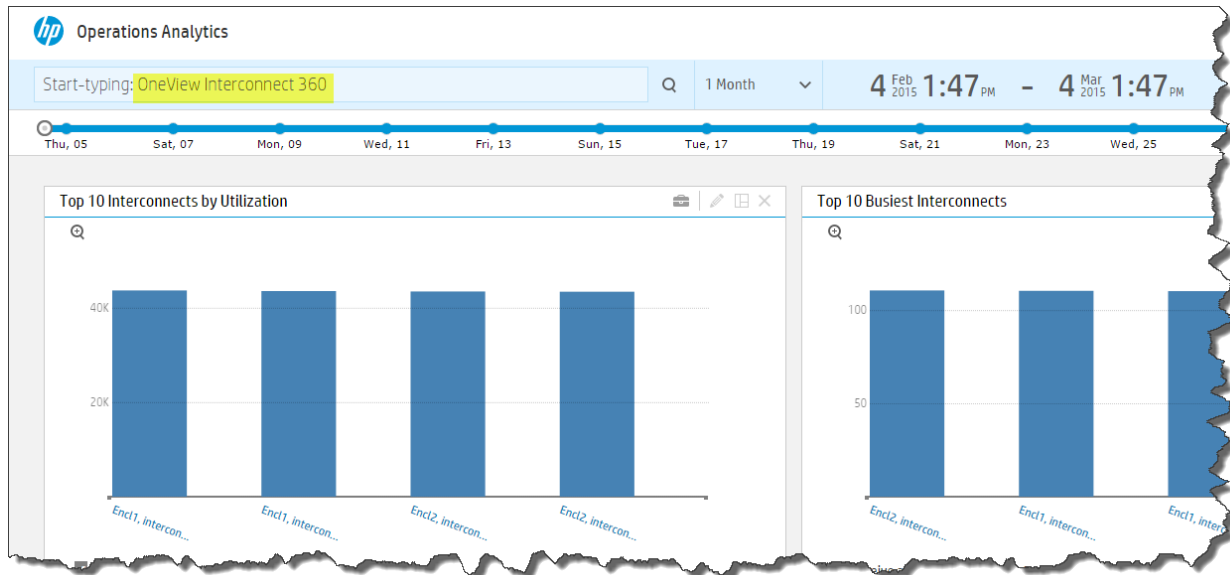 hp Operations Analytics
Start-typing: OneView Interconnect 360 1 Month 4 Feb 2015 1:47 PM - 4 Mar 2015 1:47 PM
Thu, 05 Sat, 07 Mon, 09 Wed, 11 Fri, 13 Sun, 15 Tue, 17 Thu, 19 Sat, 21 Mon, 23 Wed, 25
Top 10 Interconnects by Utilization
40K
20K
Encl1, intercon... Encl1, intercon... Encl2, intercon... Encl2, intercon...
Top 10 Busiest Interconnects
100
50
Encl2, intercon... Encl1, intercon... Encl1, interc